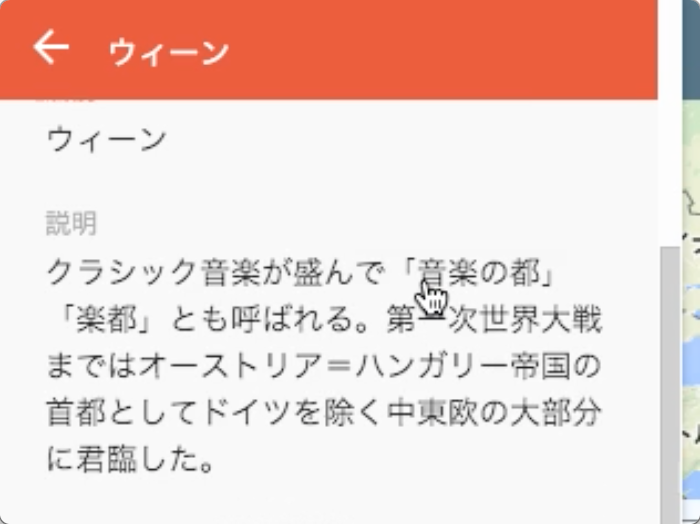 ウィーン
ウィーン
説明
クラシック音楽が盛んで「音楽の都」
「楽都」とも呼ばれる。第一次世界大戦
まではオーストリア＝ハンガリー帝国の
首都としてドイツを除く中東欧の大部分
に君臨した。